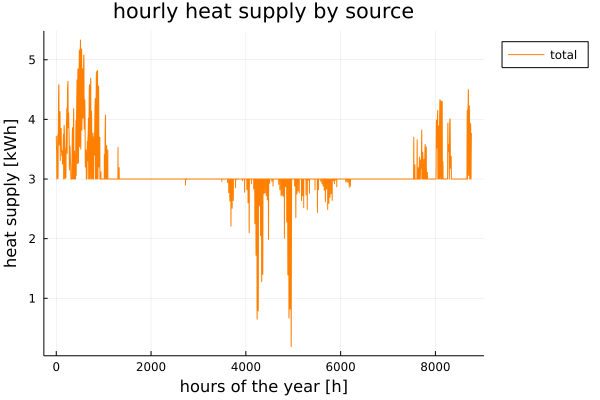 hourly heat supply by source
total
heat supply [kWh]
5
4
3
2
1
0
2000
4000
6000
8000
hours of the year [h]